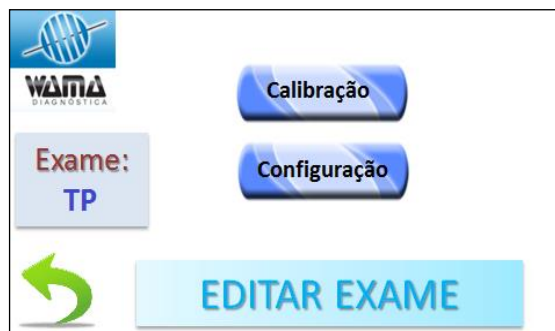 WAMA
DIAGNÓSTICA
Calibração
Exame:
TP
Configuração
EDITAR EXAME